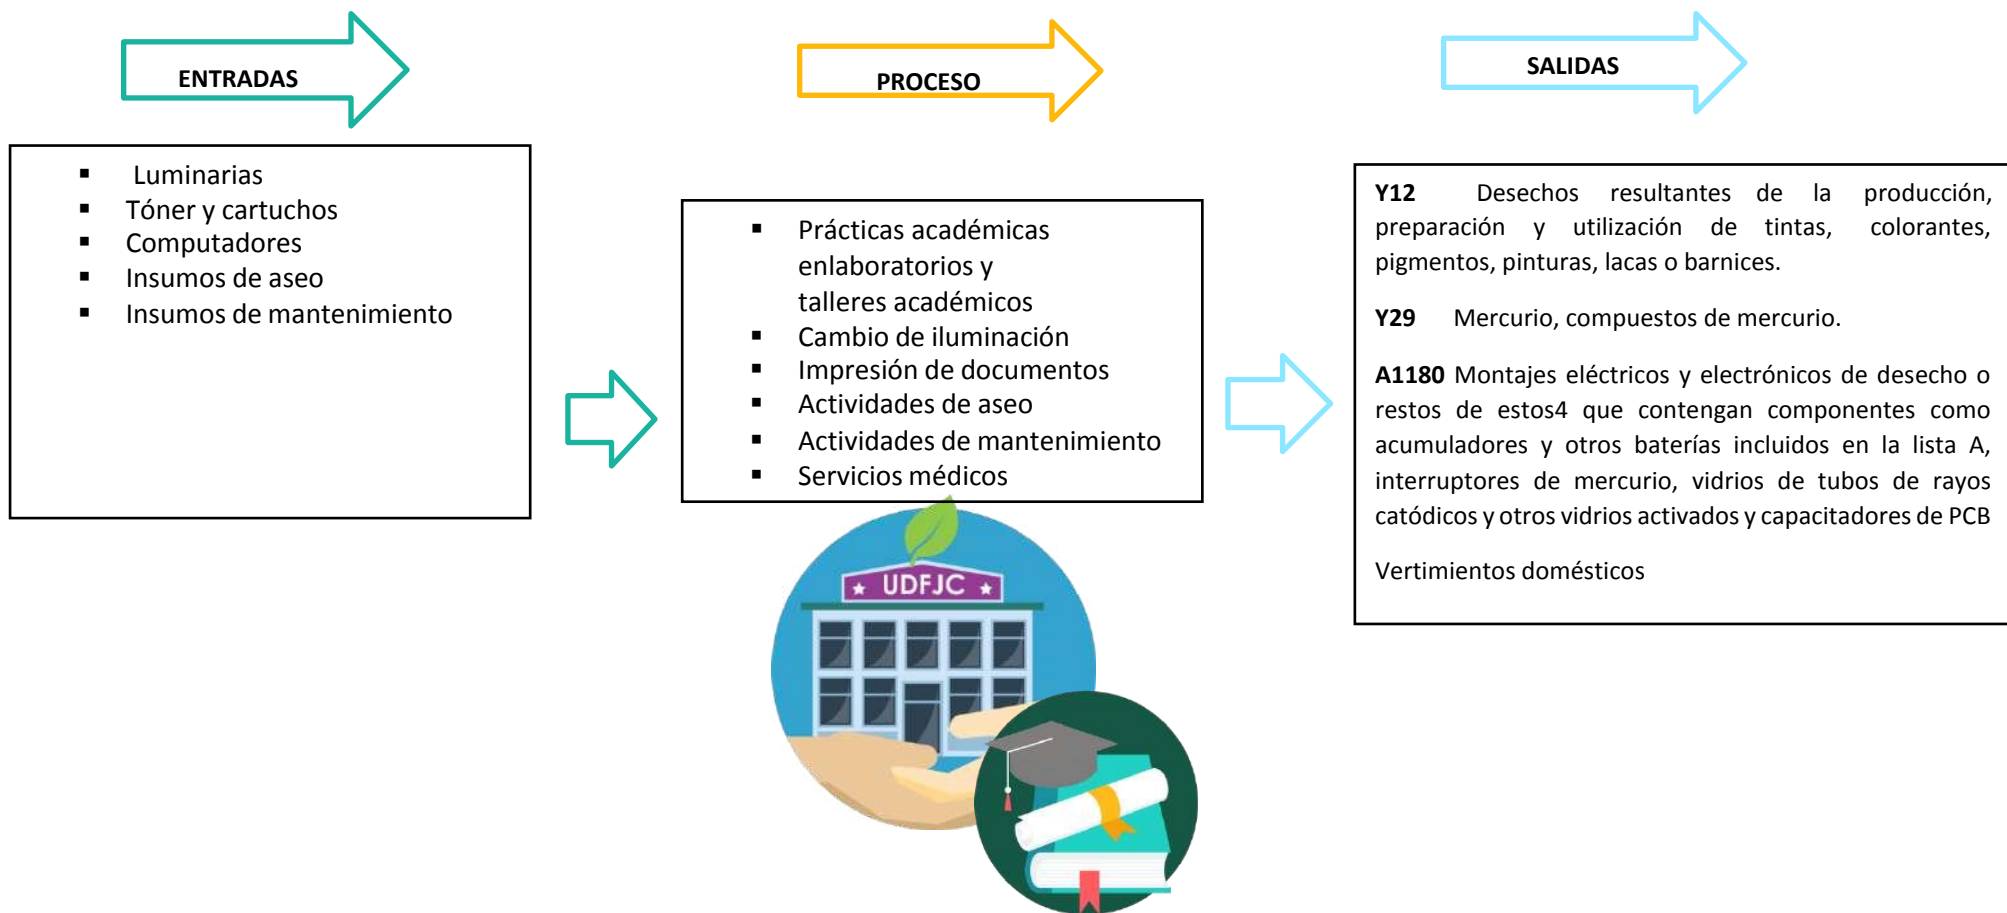 ENTRADAS
Luminarias
Tóner y cartuchos
Computadores
Insumos de aseo
Insumos de mantenimiento
PROCESO
Prácticas académicas
enlaboratorios y
talleres académicos
Cambio de iluminación
Impresión de documentos
Actividades de aseo
Actividades de mantenimiento
Servicios médicos
UDFJC
SALIDAS
Y12 Desechos resultantes de la producción,
preparación y utilización de tintas, colorantes,
pigmentos, pinturas, lacas o barnices.
Y29 Mercurio, compuestos de mercurio.
A1180 Montajes eléctricos y electrónicos de desecho o
restos de estos4 que contengan componentes como
acumuladores y otros baterías incluidos en la lista A,
interruptores de mercurio, vidrios de tubos de rayos
catódicos y otros vidrios activados y capacitadores de PCB
Vertimientos domésticos